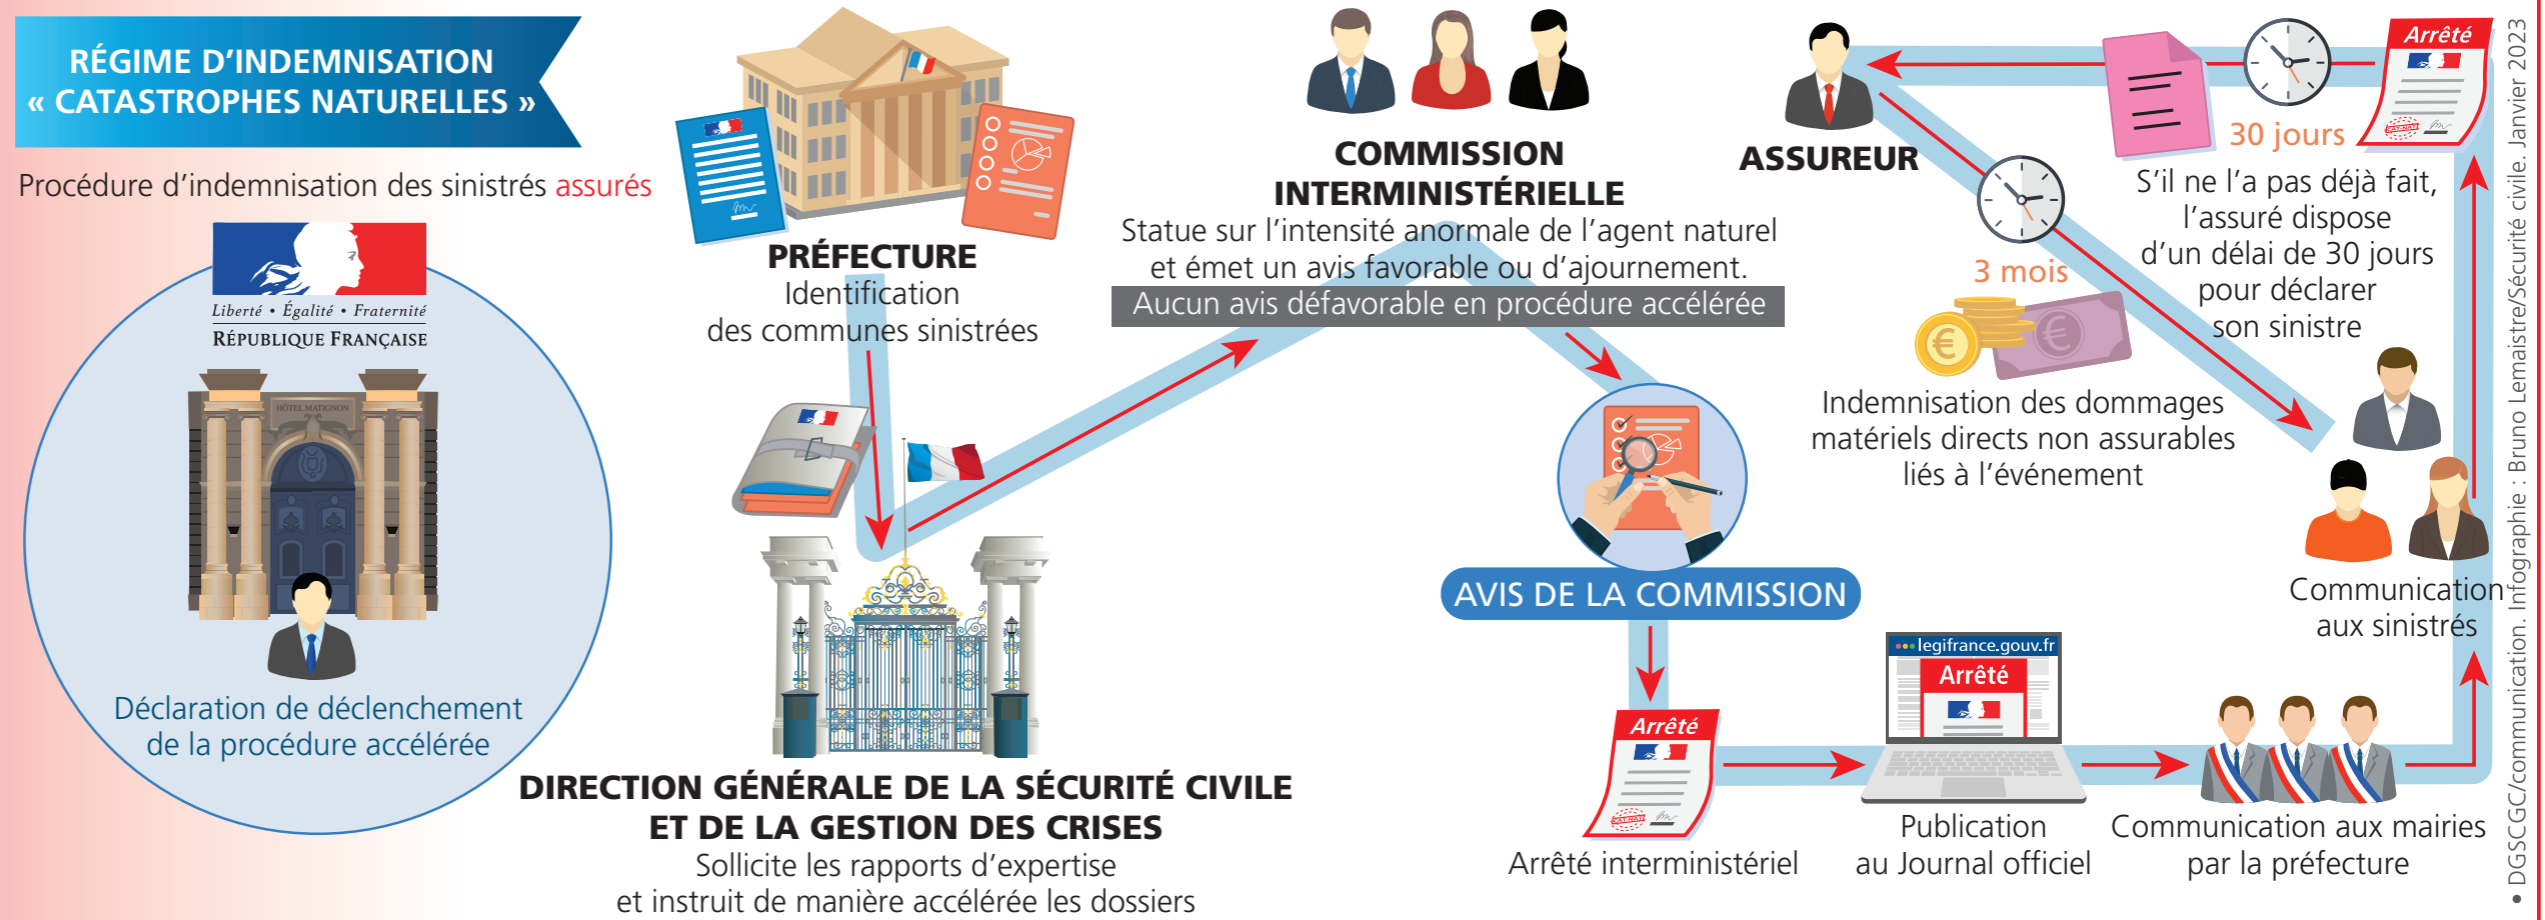 RÉGIME D'INDEMNISATION
« CATASTROPHES NATURELLES »
Procédure d'indemnisation des sinistrés assurés
Liberté • Égalité • Fraternité
RÉPUBLIQUE FRANÇAISE
HÔTEL MATIGNON
Déclaration de déclenchement
de la procédure accélérée
PRÉFECTURE
Identification
des communes sinistrées
DIRECTION GÉNÉRALE DE LA SÉCURITÉ CIVILE
ET DE LA GESTION DES CRISES
Sollicite les rapports d'expertise
et instruit de manière accélérée les dossiers
COMMISSION
INTERMINISTÉRIELLE
Statue sur l'intensité anormale de l'agent naturel
et émet un avis favorable ou d'ajournement.
Aucun avis défavorable en procédure accélérée
AVIS DE LA COMMISSION
Arrêté
CAT-NAT
Arrêté interministériel
legifrance.gouv.fr
Arrêté
Publication
au Journal officiel
Communication aux mairies
par la préfecture
Communication
aux sinistrés
Arrêté
CAT-NAT
30 jours
S'il ne l'a pas déjà fait,
l'assuré dispose
d'un délai de 30 jours
pour déclarer
son sinistre
ASSUREUR
3 mois
Indemnisation des dommages
matériels directs non assurables
liés à l'événement
• DGSCGC/communication. Infographie : Bruno Lemaistre/Sécurité civile. Janvier 2023